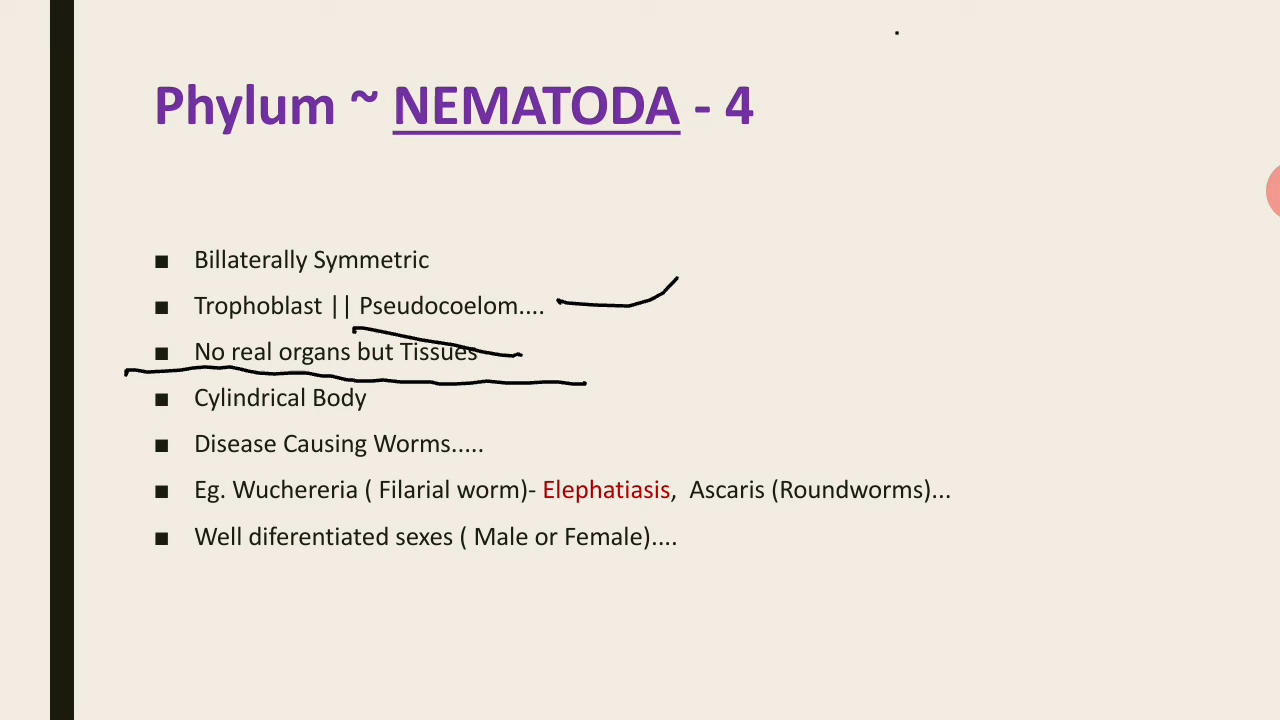 Phylum ~ NEMATODA - 4
■ Billaterally Symmetric
■ Trophoblast || Pseudocoelom....
■ No real organs but Tissues
■ Cylindrical Body
■ Disease Causing Worms.....
■ Eg. Wuchereria ( Filarial worm)- Elephatiasis, Ascaris (Roundworms)...
■ Well diferentiated sexes ( Male or Female)....